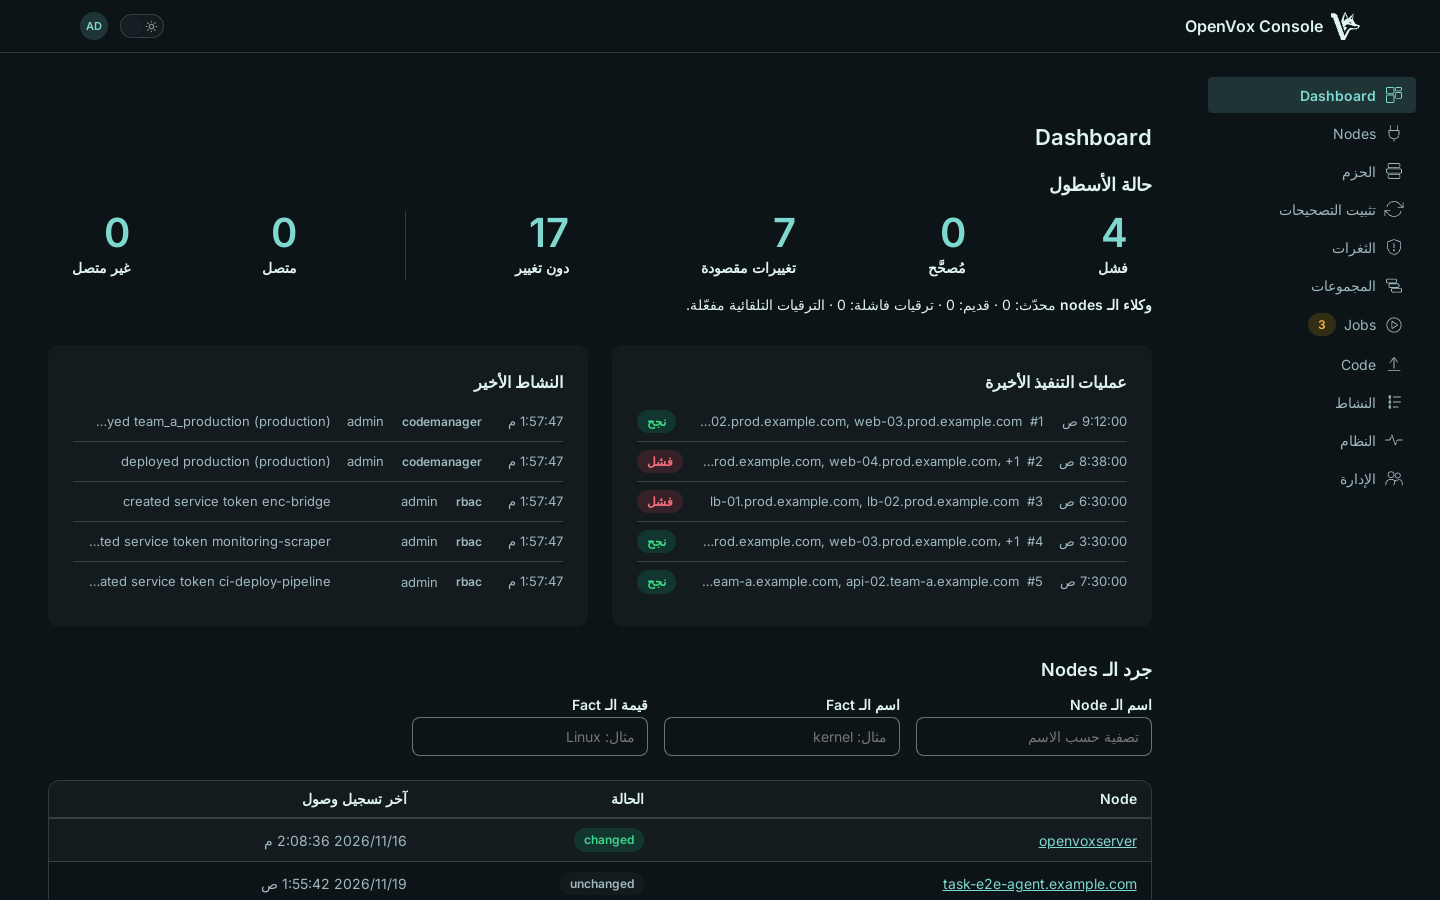 OpenVox Console
AD
Dashboard
Nodes
الحزم
تثبيت التصحيحات
الثغرات
المجموعات
Jobs 3
Code
النشاط
النظام
الإدارة
Dashboard
حالة الأسطول
4 0 7 17 0 0
فشل مُصحَّح تغييرات مقصودة دون تغيير متصل غير متصل
وكلاء الـ nodes محدّث: 0 · قديم: 0 · ترقيات فاشلة: 0 · الترقيات التلقائية مفعّلة.
عمليات التنفيذ الأخيرة
9:12:00 ص #1 ...02.prod.example.com, web-03.prod.example.com نجح
8:38:00 ص #2 ...rod.example.com, web-04.prod.example.com، +1 فشل
6:30:00 ص #3 lb-01.prod.example.com, lb-02.prod.example.com فشل
3:30:00 ص #4 ...rod.example.com, web-03.prod.example.com، +1 نجح
7:30:00 ص #5 ...eam-a.example.com, api-02.team-a.example.com نجح
النشاط الأخير
1:57:47 م codemanager admin ...yed team_a_production (production)
1:57:47 م codemanager admin deployed production (production)
1:57:47 م rbac admin created service token enc-bridge
1:57:47 م rbac admin ...ted service token monitoring-scraper
1:57:47 م rbac admin ...ated service token ci-deploy-pipeline
جرد الـ Nodes
اسم الـ Node اسم الـ Fact قيمة الـ Fact
تصفية حسب الاسم مثال: kernel مثال: Linux
Node الحالة آخر تسجيل وصول
openvoxserver changed 2026/11/16 2:08:36 م
task-e2e-agent.example.com unchanged 2026/11/19 1:55:42 ص